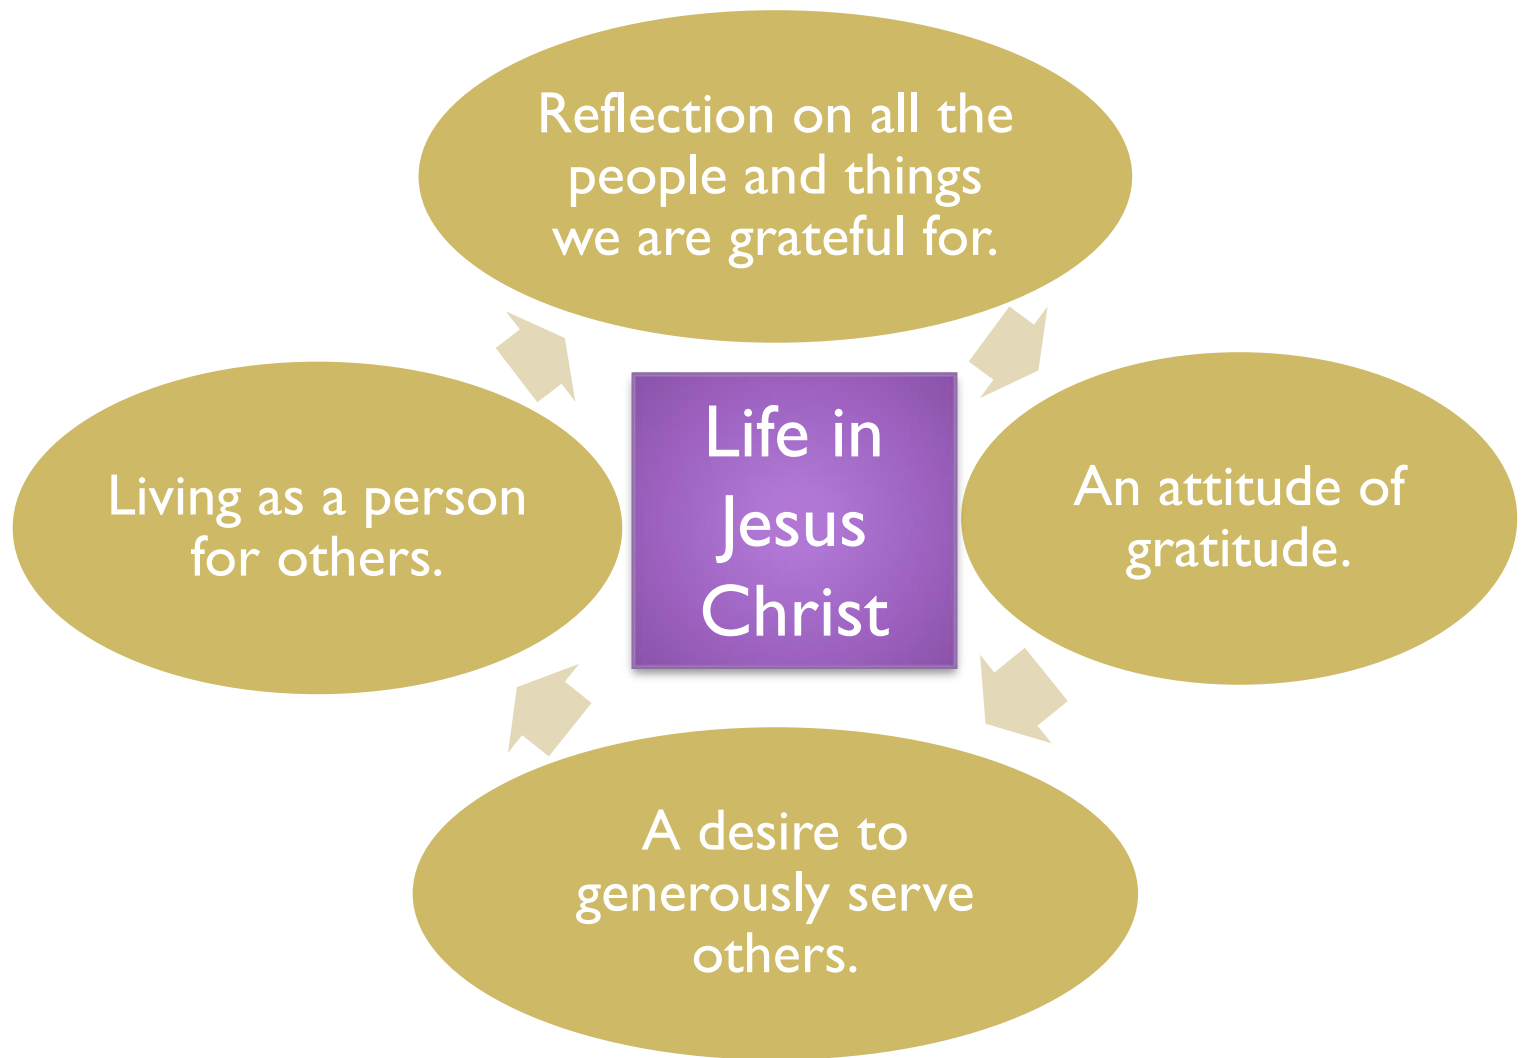 Reflection on all the
people and things
we are grateful for.
Living as a person
for others.
Life in
Jesus
Christ
An attitude of
gratitude.
A desire to
generously serve
others.